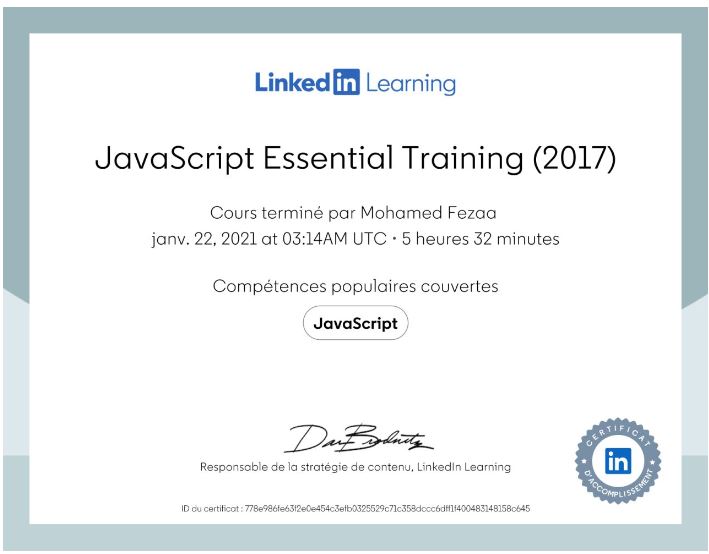 Linked in Learning
JavaScript Essential Training (2017)
Cours terminé par Mohamed Fezaa
janv. 22, 2021 at 03:14AM UTC • 5 heures 32 minutes
Compétences populaires couvertes
JavaScript
Responsable de la stratégie de contenu, LinkedIn Learning
CERTIFICAT
in
D'ACCOMPLISSEMENT
ID du certificat : 778e986fe63f2e0e454c3efb0325529c71c358dccc6dff1f400483148158c645